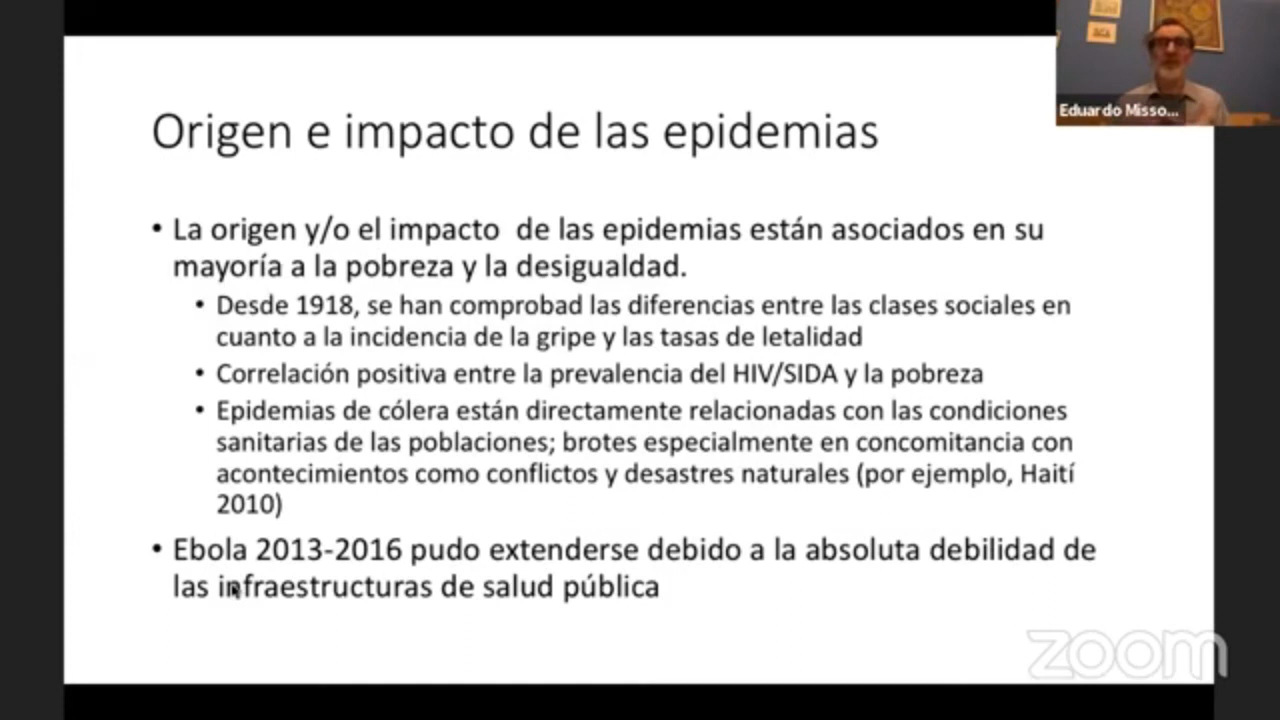 Eduardo Misso...
Origen e impacto de las epidemias
• La origen y/o el impacto de las epidemias están asociados en su
mayoría a la pobreza y la desigualdad.
• Desde 1918, se han comprobad las diferencias entre las clases sociales en
cuanto a la incidencia de la gripe y las tasas de letalidad
• Correlación positiva entre la prevalencia del HIV/SIDA y la pobreza
• Epidemias de cólera están directamente relacionadas con las condiciones
sanitarias de las poblaciones; brotes especialmente en concomitancia con
acontecimientos como conflictos y desastres naturales (por ejemplo, Haití
2010)
• Ebola 2013-2016 pudo extenderse debido a la absoluta debilidad de
las infraestructuras de salud pública
zoom